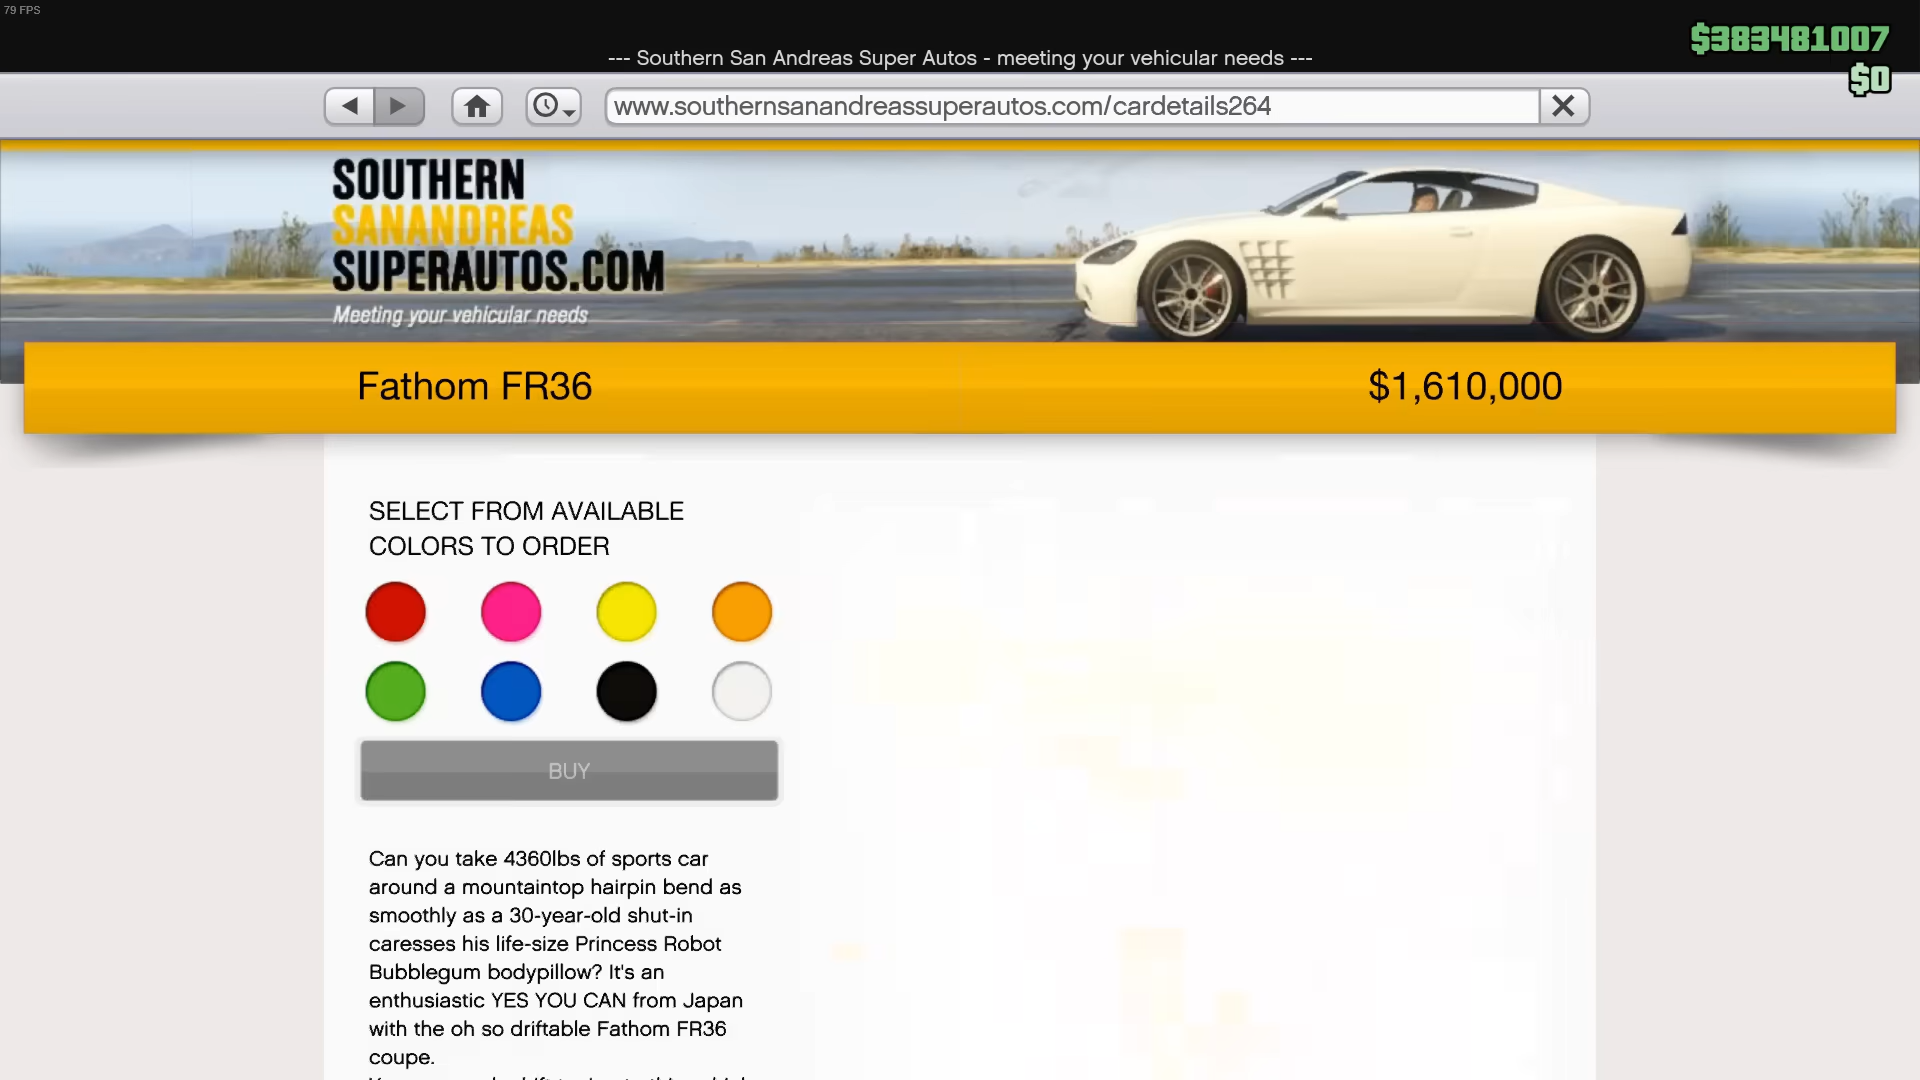 79 FPS
$383481007
--- Southern San Andreas Super Autos - meeting your vehicular needs ---
$0
www.southernsanandreassuperautos.com/cardetails264
SOUTHERN
SANANDREAS
SUPERAUTOS.COM
Meeting your vehicular needs
Fathom FR36
$1,610,000
SELECT FROM AVAILABLE
COLORS TO ORDER
BUY
Can you take 4360lbs of sports car
around a mountaintop hairpin bend as
smoothly as a 30-year-old shut-in
caresses his life-size Princess Robot
Bubblegum bodypillow? It's an
enthusiastic YES YOU CAN from Japan
with the oh so driftable Fathom FR36
coupe.